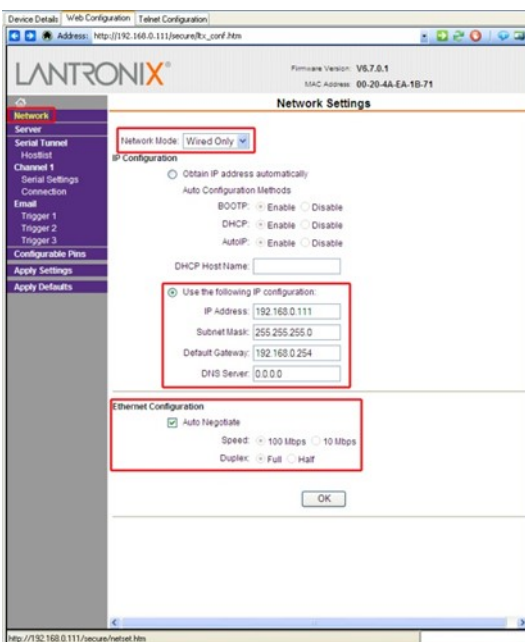 Device Details Web Configuration Telnet Configuration
Address: http://192.168.0.111/secure/ltx_conf.htm
LANTRONIX®
Firmware Version: V6.7.0.1
MAC Address: 00-20-4A-EA-1B-71
Network Settings
Network
Server
Serial Tunnel
Hostlist
Channel 1
Serial Settings
Connection
Email
Trigger 1
Trigger 2
Trigger 3
Configurable Pins
Apply Settings
Apply Defaults
Network Mode: Wired Only
IP Configuration
Obtain IP address automatically
Auto Configuration Methods
BOOTP: Enable Disable
DHCP: Enable Disable
AutoIP: Enable Disable
DHCP Host Name:
Use the following IP configuration:
IP Address: 192.168.0.111
Subnet Mask: 255.255.255.0
Default Gateway: 192.168.0.254
DNS Server: 0.0.0.0
Ethernet Configuration
Auto Negotiate
Speed: 100 Mbps 10 Mbps
Duplex: Full Half
OK
http://192.168.0.111/secure/netset.htm